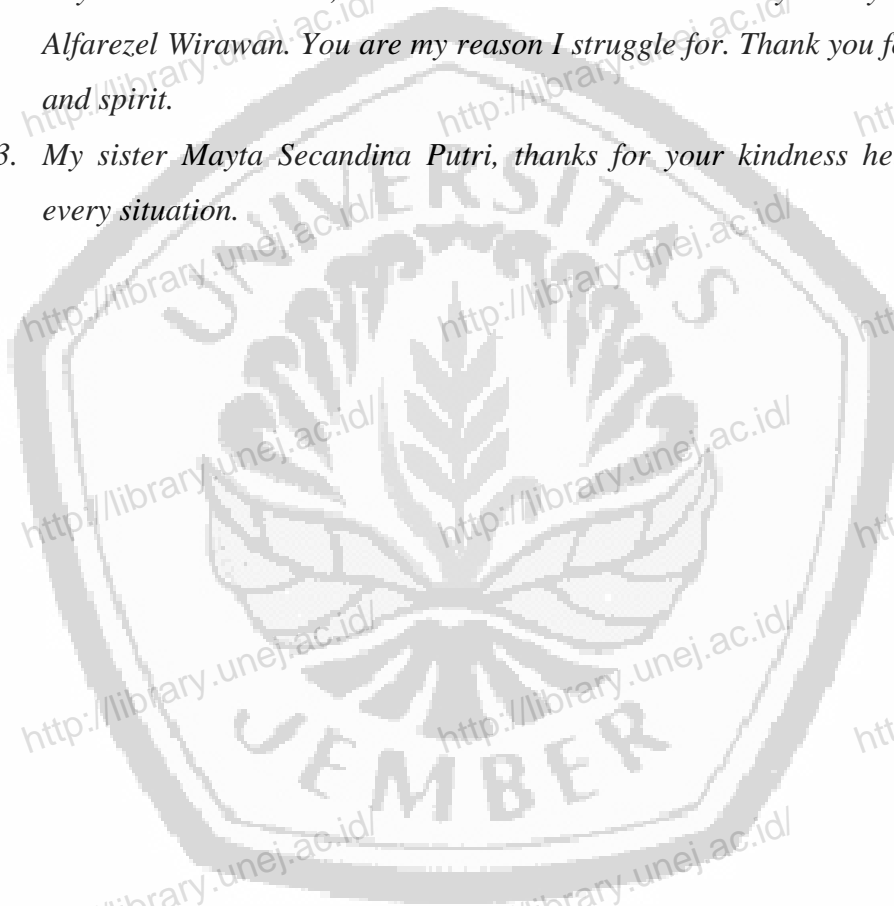 Alfarezel Wirawan. You are my reason I struggle for. Thank you
and spirit.
3. My sister Mayta Secandina Putri, thanks for your kindness
every situation.
UNIVERSITAS
JEMBER
http://library.unej.ac.id/
http://library.unej.ac.id/
http://library.unej.ac.id/
http://library.unej.ac.id/
http://library.unej.ac.id/
http://library.unej.ac.id/
http://library.unej.ac.id/
http://library.unej.ac.id/